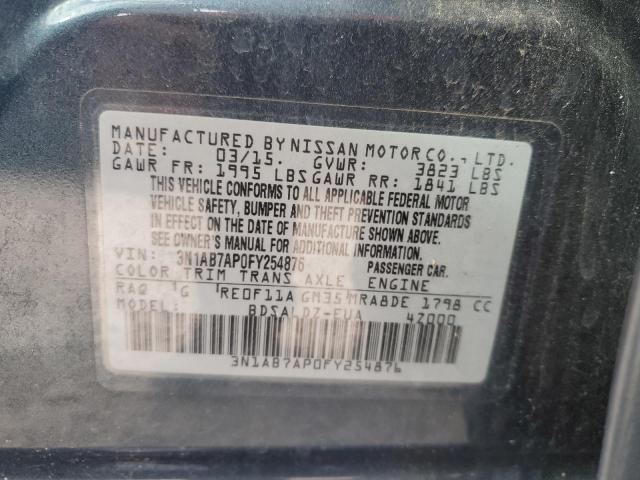 MANUFACTURED BY NISSAN MOTOR CO., LTD.
DATE: 03/15. GVWR: 3823 LBS
GAWR FR: 1995 LBS GAWR RR: 1841 LBS
THIS VEHICLE CONFORMS TO ALL APPLICABLE FEDERAL MOTOR
VEHICLE SAFETY, BUMPER AND THEFT PREVENTION STANDARDS
IN EFFECT ON THE DATE OF MANUFACTURE SHOWN ABOVE.
SEE OWNER'S MANUAL FOR ADDITIONAL INFORMATION.
VIN: 3N1AB7AP0FY254876 PASSENGER CAR.
COLOR TRIM TRANS AXLE ENGINE
RAQ G RE0F11A GM35 MRA8DE 1798 CC
MODEL: BDSALDZ-EUA 42000
3N1AB7AP0FY254876